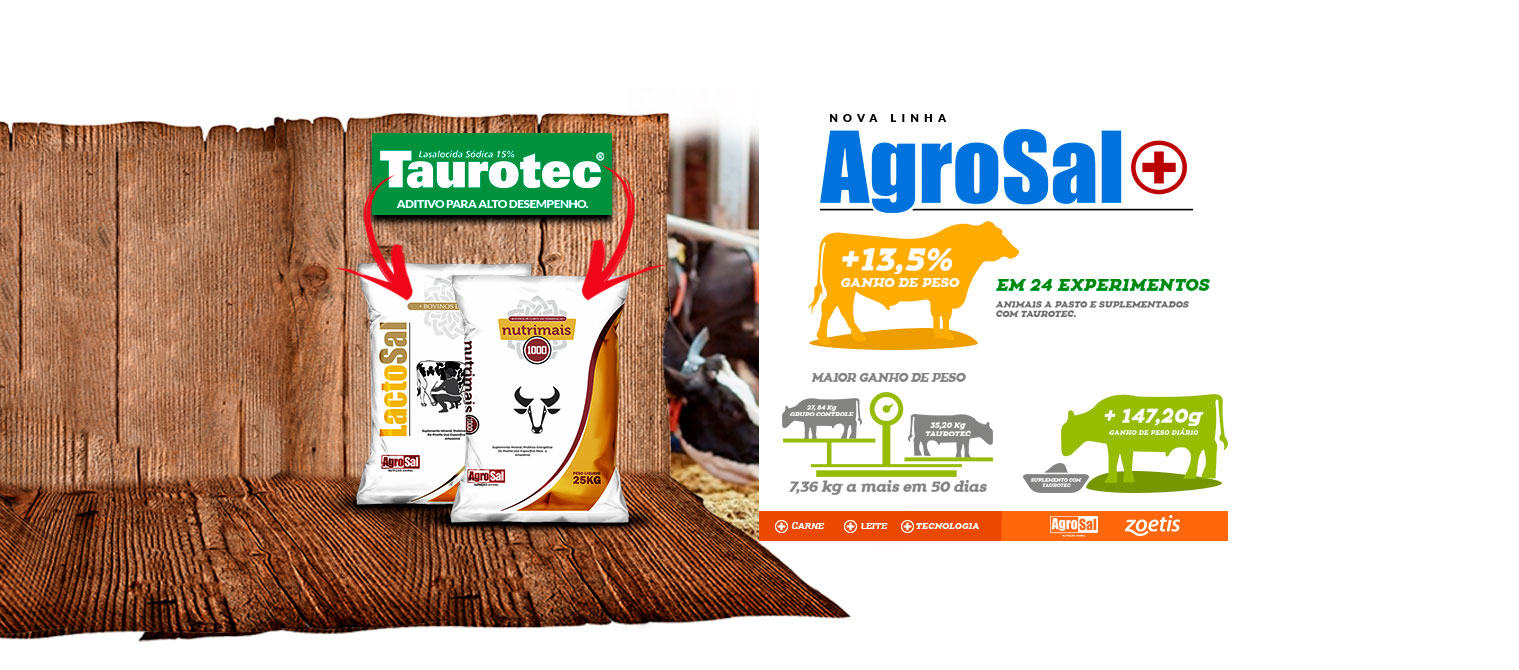 Lasalocida Sódica 15%
Taurotec®
ADITIVO PARA ALTO DESEMPENHO.
+ BOVINOS
LactoSal
nutrimais
1000
AgroSal
nutrimais
1000
AgroSal
PESO LÍQUIDO
25KG
NOVA LINHA
AgroSal
+13,5%
GANHO DE PESO
EM 24 EXPERIMENTOS
ANIMAIS A PASTO E SUPLEMENTADOS
COM TAUROTEC.
MAIOR GANHO DE PESO
27,84 Kg
GRUPO CONTROLE
35,20 Kg
TAUROTEC
7,36 kg a mais em 50 dias
+ 147,20g
GANHO DE PESO DIÁRIO
SUPLEMENTO COM
TAUROTEC
CARNE
LEITE
TECNOLOGIA
AgroSal
zoetis